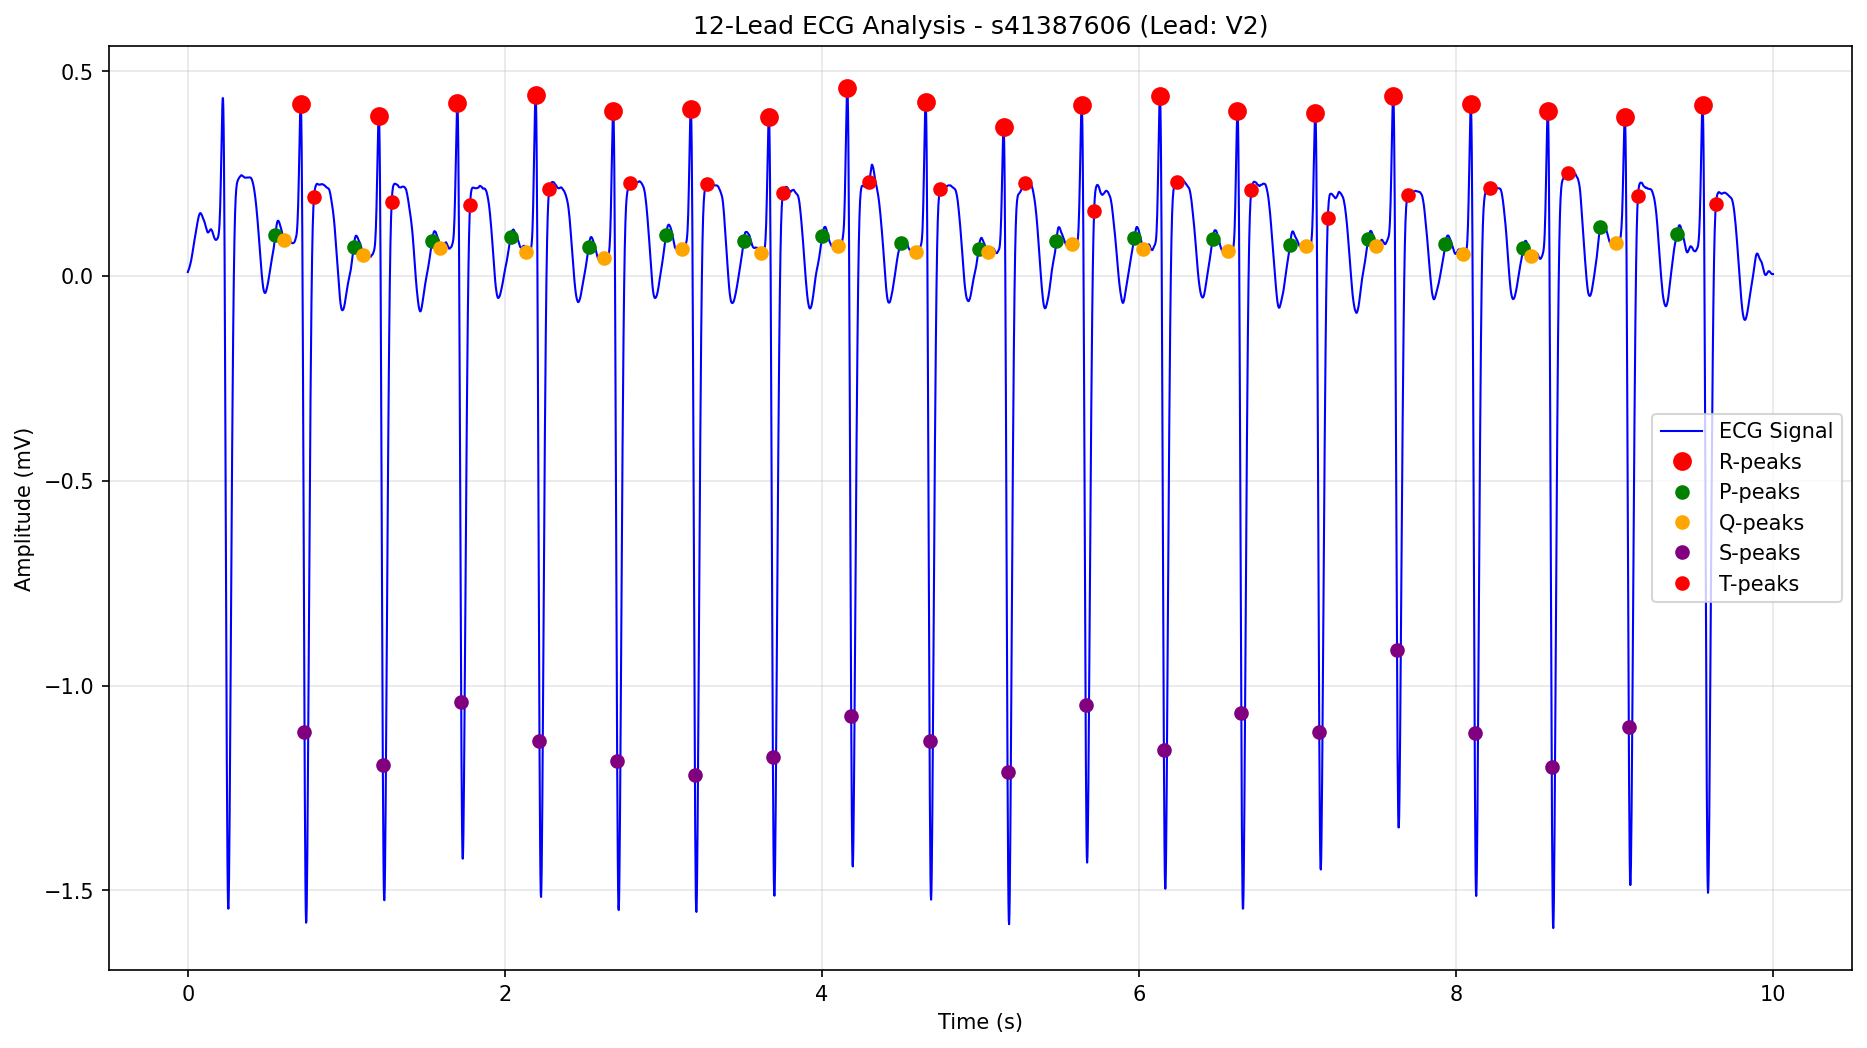 12-Lead ECG Analysis - s41387606 (Lead: V2)
Amplitude (mV)
0.5
0.0
−0.5
−1.0
−1.5
0
2
4
6
8
10
Time (s)
ECG Signal
R-peaks
P-peaks
Q-peaks
S-peaks
T-peaks